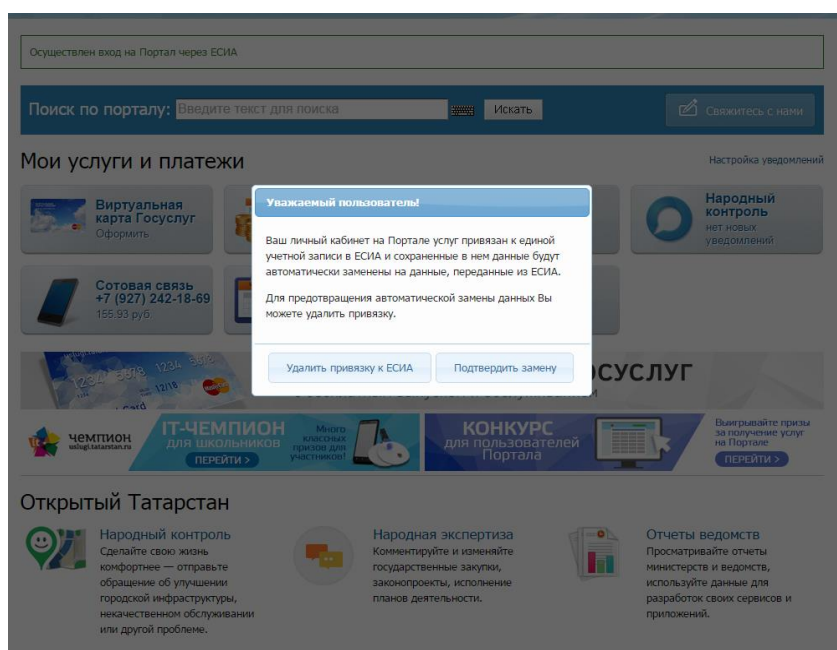 Осуществлен вход на Портал через ЕСИА
Поиск по порталу: Введите текст для поиска
Искать
Свяжитесь с нами
Мои услуги и платежи
Настройка уведомлений
Виртуальная
карта Госуслуг
Оформить
Народный
контроль
нет новых
уведомлений
Уважаемый пользователь!
Ваш личный кабинет на Портале услуг привязан к единой
учетной записи в ЕСИА и сохраненные в нем данные будут
автоматически заменены на данные, переданные из ЕСИА.
Для предотвращения автоматической замены данных Вы
можете удалить привязку.
Удалить привязку к ЕСИА
Подтвердить замену
Сотовая связь
+7 (927) 242-18-69
155.93 руб.
12/18
ОСУСЛУГ
ЧЕМПИОН
uslugi.tatarstan.ru
IT-ЧЕМПИОН
ДЛЯ ШКОЛЬНИКОВ
ПЕРЕЙТИ >
Много
классных
призов для
участников!
КОНКУРС
для пользователей
Портала
Выигрывайте призы
за получение услуг
на Портале
ПЕРЕЙТИ >
Открытый Татарстан
Народный контроль
Сделайте свою жизнь
комфортнее — отправьте
обращение об улучшении
городской инфраструктуры,
некачественном обслуживании
или другой проблеме.
Народная экспертиза
Комментируйте и изменяйте
государственные закупки,
законопроекты, исполнение
планов деятельности.
Отчеты ведомств
Просматривайте отчеты
министерств и ведомств,
используйте данные для
разработок своих сервисов и
приложений.